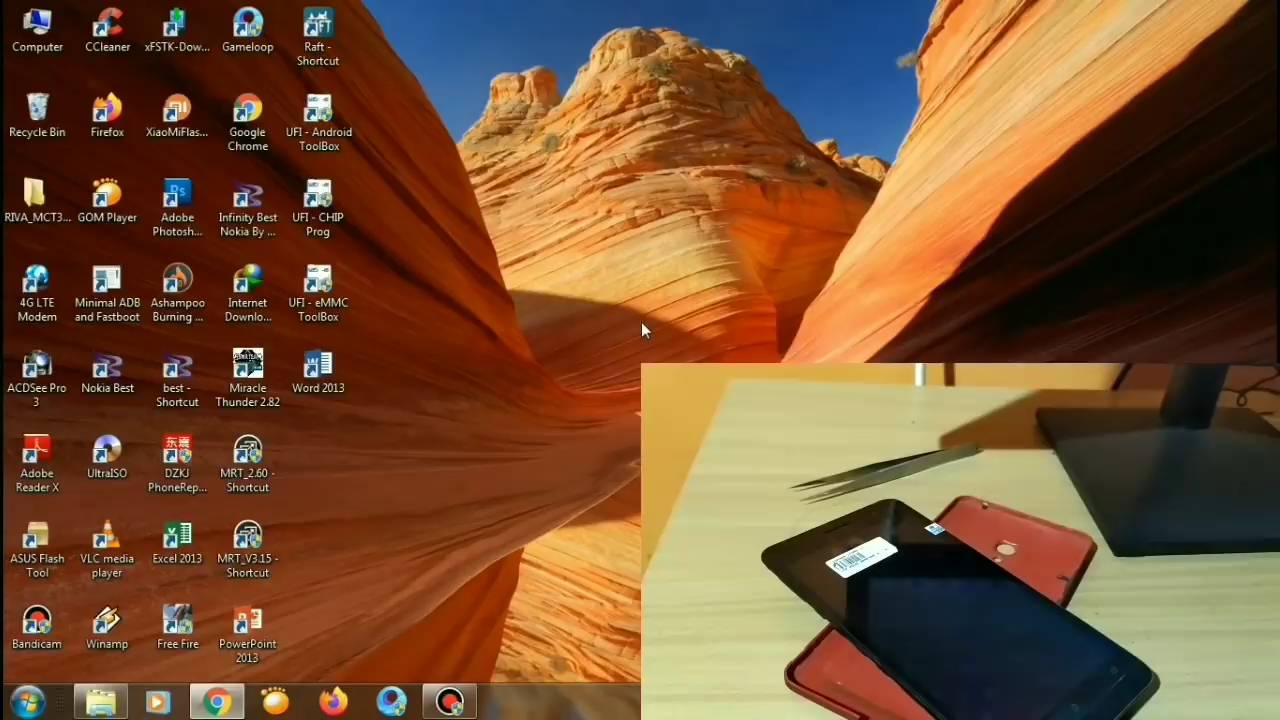 Computer
CCleaner
xFSTK-Dow...
Gameloop
RAFT
Raft -
Shortcut
Recycle Bin
Firefox
XiaoMiFlas...
Google
Chrome
UFI - Android
ToolBox
RIVA_MCT3...
GOM Player
Ps
Adobe
Photosh...
Infinity Best
Nokia By ...
UFI - CHIP
Prog
4G LTE
Modem
Minimal ADB
and Fastboot
Ashampoo
Burning ...
Internet
Downlo...
UFI - eMMC
ToolBox
ACDSee Pro
3
Nokia Best
best -
Shortcut
Miracle
Thunder 2.82
Word 2013
Adobe
Reader X
UltraISO
东震
DZKJ
PhoneRep...
MRT_2.60 -
Shortcut
ASUS Flash
Tool
VLC media
player
Excel 2013
MRT_V3.15 -
Shortcut
Bandicam
Winamp
Free Fire
PowerPoint
2013